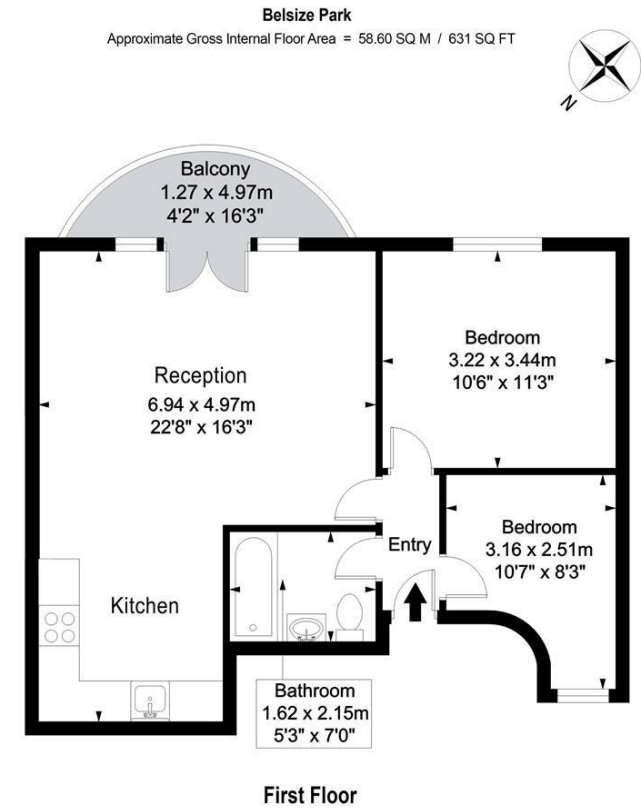 Belsize Park
Approximate Gross Internal Floor Area = 58.60 SQ M / 631 SQ FT
N
Balcony
1.27 x 4.97m
4'2" x 16'3"
Reception
6.94 x 4.97m
22'8" x 16'3"
Bedroom
3.22 x 3.44m
10'6" x 11'3"
Bedroom
3.16 x 2.51m
10'7" x 8'3"
Entry
Kitchen
Bathroom
1.62 x 2.15m
5'3" x 7'0"
First Floor